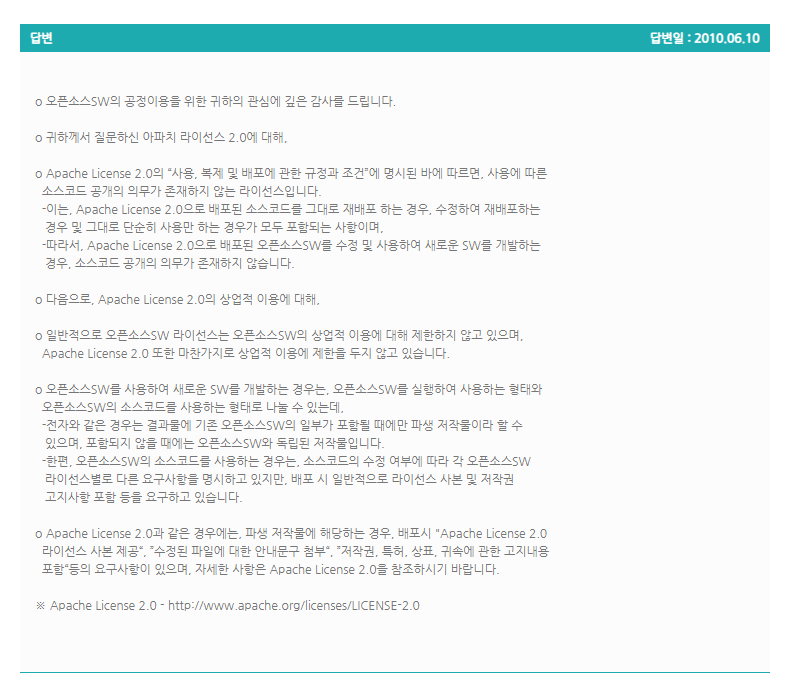 답변
답변일 : 2010.06.10
o 오픈소스SW의 공정이용을 위한 귀하의 관심에 깊은 감사를 드립니다.
o 귀하께서 질문하신 아파치 라이선스 2.0에 대해,
o Apache License 2.0의 “사용, 복제 및 배포에 관한 규정과 조건”에 명시된 바에 따르면, 사용에 따른
소스코드 공개의 의무가 존재하지 않는 라이선스입니다.
-이는, Apache License 2.0으로 배포된 소스코드를 그대로 재배포 하는 경우, 수정하여 재배포하는
경우 및 그대로 단순히 사용만 하는 경우가 모두 포함되는 사항이며,
-따라서, Apache License 2.0으로 배포된 오픈소스SW를 수정 및 사용하여 새로운 SW를 개발하는
경우, 소스코드 공개의 의무가 존재하지 않습니다.
o 다음으로, Apache License 2.0의 상업적 이용에 대해,
o 일반적으로 오픈소스SW 라이선스는 오픈소스SW의 상업적 이용에 대해 제한하지 않고 있으며,
Apache License 2.0 또한 마찬가지로 상업적 이용에 제한을 두지 않고 있습니다.
o 오픈소스SW를 사용하여 새로운 SW를 개발하는 경우는, 오픈소스SW를 실행하여 사용하는 형태와
오픈소스SW의 소스코드를 사용하는 형태로 나눌 수 있는데,
-전자와 같은 경우는 결과물에 기존 오픈소스SW의 일부가 포함될 때에만 파생 저작물이라 할 수
있으며, 포함되지 않을 때에는 오픈소스SW와 독립된 저작물입니다.
-한편, 오픈소스SW의 소스코드를 사용하는 경우는, 소스코드의 수정 여부에 따라 각 오픈소스SW
라이선스별로 다른 요구사항을 명시하고 있지만, 배포 시 일반적으로 라이선스 사본 및 저작권
고지사항 포함 등을 요구하고 있습니다.
o Apache License 2.0과 같은 경우에는, 파생 저작물에 해당하는 경우, 배포시 "Apache License 2.0
라이선스 사본 제공“, ”수정된 파일에 대한 안내문구 첨부“, ”저작권, 특허, 상표, 귀속에 관한 고지내용
포함“등의 요구사항이 있으며, 자세한 사항은 Apache License 2.0을 참조하시기 바랍니다.
※ Apache License 2.0 - http://www.apache.org/licenses/LICENSE-2.0